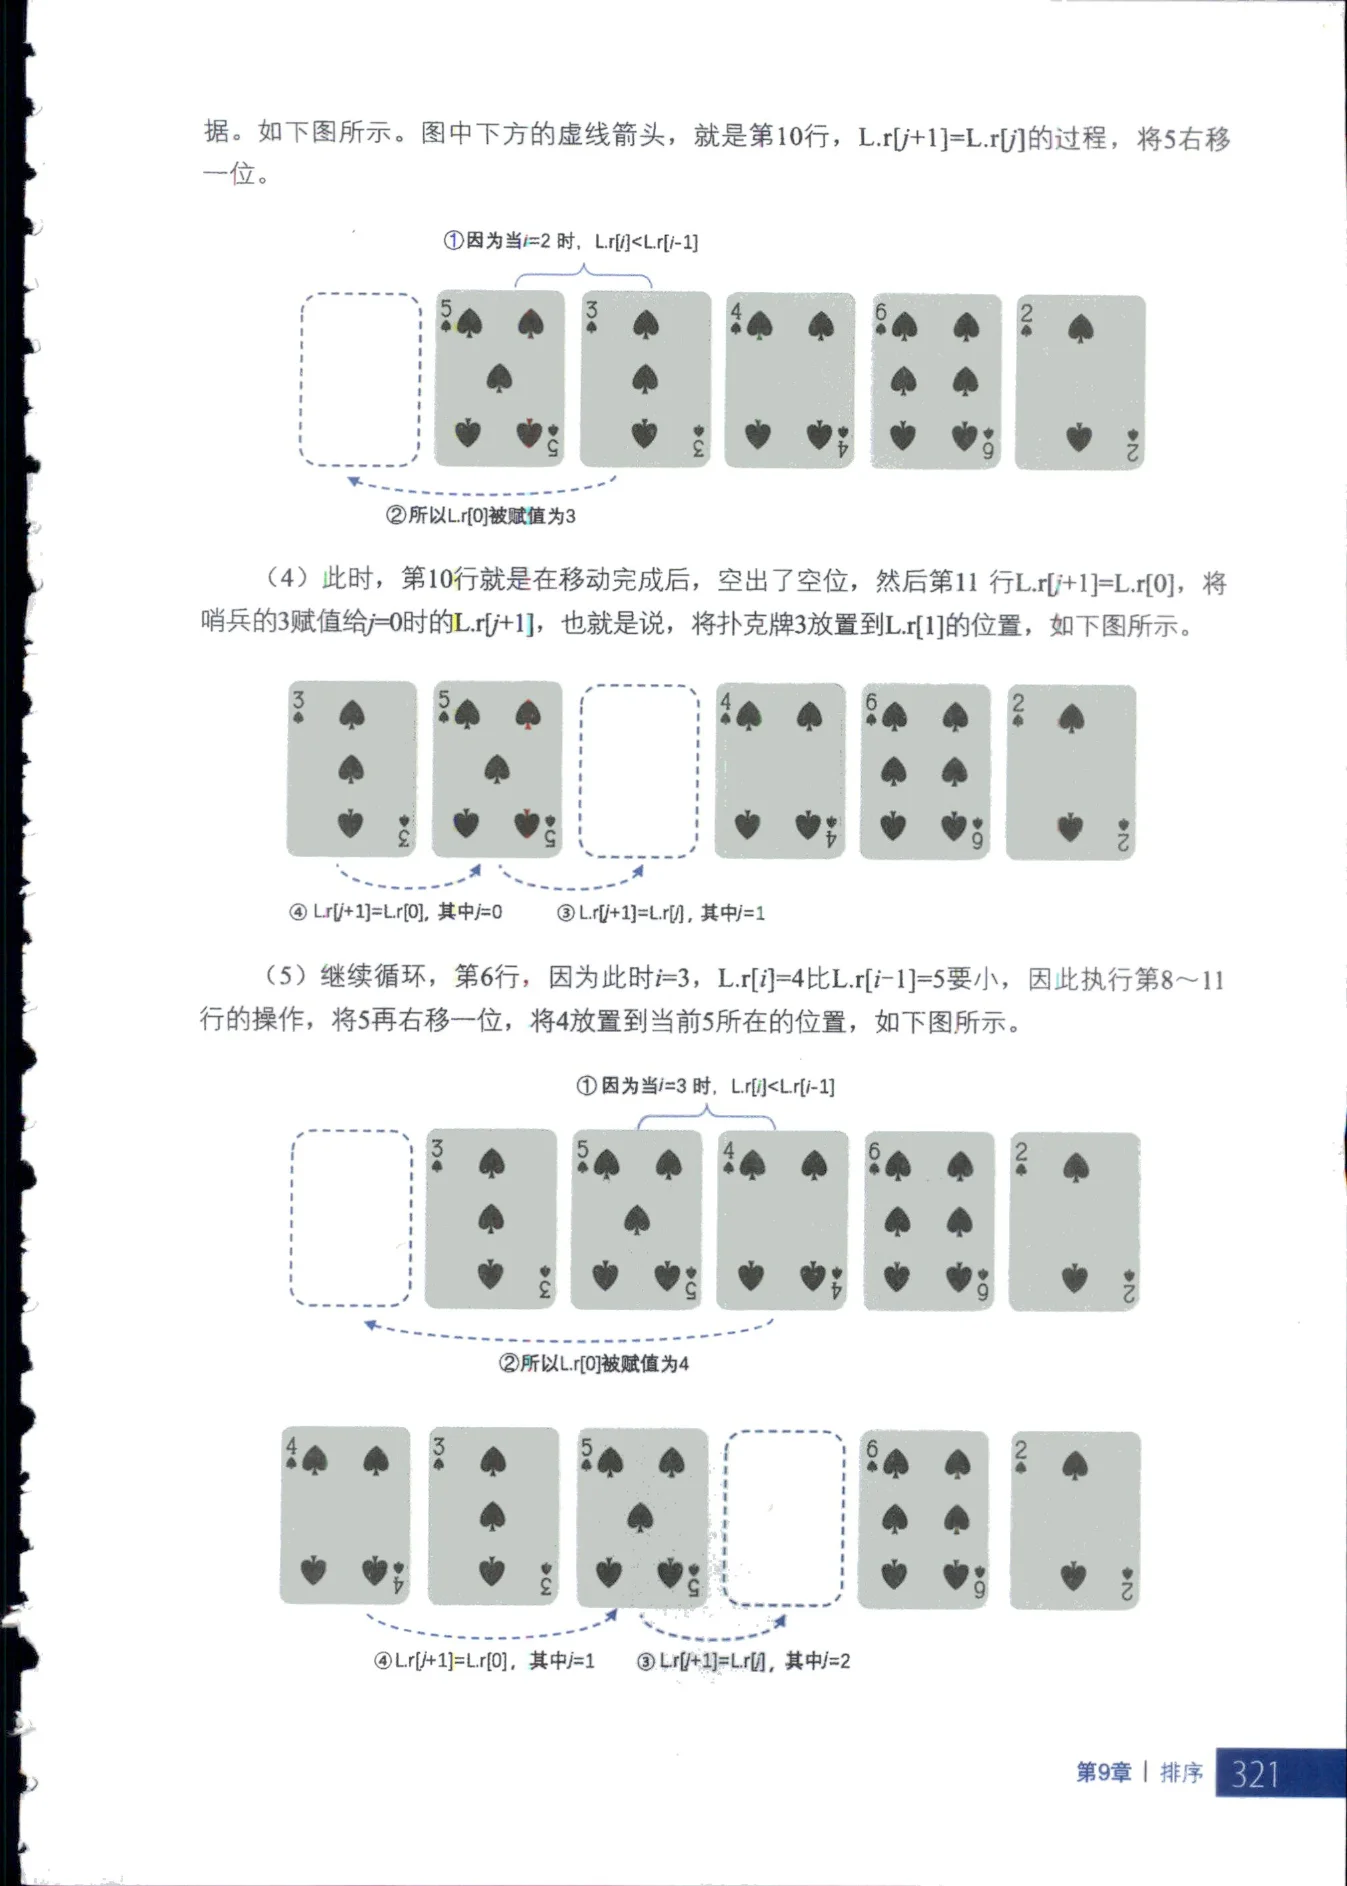 据。如下图所示。图中下方的虚线箭头，就是第10行，L.r[j+1]=L.r[j]的过程，将5右移
一位。
①因为当i=2 时，L.r[i]<L.r[i-1]
5 3 4 6 2
5 3 4 6 2
②所以L.r[0]被赋值为3
（4）此时，第10行就是在移动完成后，空出了空位，然后第11 行L.r[j+1]=L.r[0]，将
哨兵的3赋值给j=0时的L.r[j+1]，也就是说，将扑克牌3放置到L.r[1]的位置，如下图所示。
3 5 4 6 2
3 5 4 6 2
④ L.r[j+1]=L.r[0]，其中j=0 ③ L.r[j+1]=L.r[j]，其中j=1
（5）继续循环，第6行，因为此时i=3，L.r[i]=4比L.r[i-1]=5要小，因此执行第8～11
行的操作，将5再右移一位，将4放置到当前5所在的位置，如下图所示。
① 因为当i=3 时，L.r[i]<L.r[i-1]
3 5 4 6 2
3 5 4 6 2
②所以L.r[0]被赋值为4
4 3 5 6 2
4 3 5 6 2
④ L.r[j+1]=L.r[0]，其中j=1 ③ L.r[j+1]=L.r[j]，其中j=2
第9章 | 排序 321